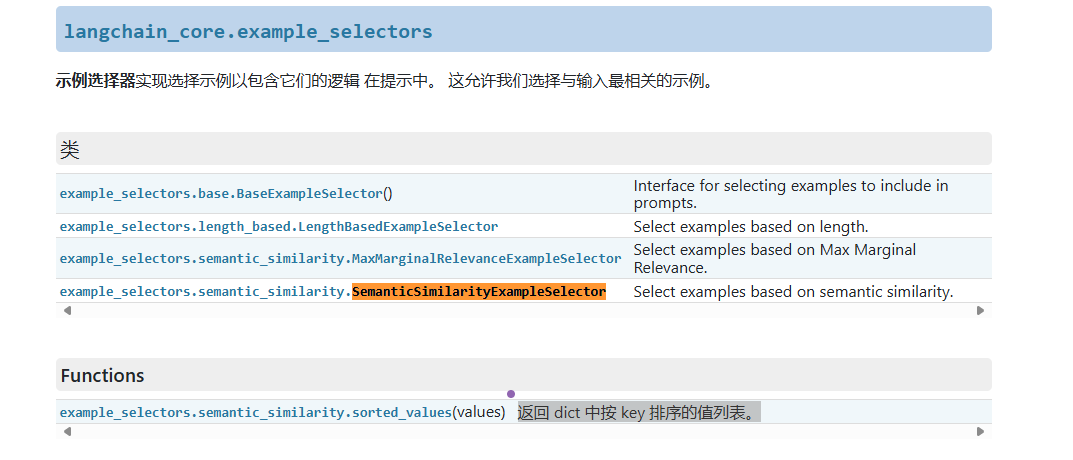 langchain_core.example_selectors
示例选择器实现选择示例以包含它们的逻辑 在提示中。 这允许我们选择与输入最相关的示例。
类
example_selectors.base.BaseExampleSelector() Interface for selecting examples to include in
prompts.
example_selectors.length_based.LengthBasedExampleSelector Select examples based on length.
example_selectors.semantic_similarity.MaxMarginalRelevanceExampleSelector Select examples based on Max Marginal
Relevance.
example_selectors.semantic_similarity.SemanticSimilarityExampleSelector Select examples based on semantic similarity.
Functions
example_selectors.semantic_similarity.sorted_values(values) 返回 dict 中按 key 排序的值列表。